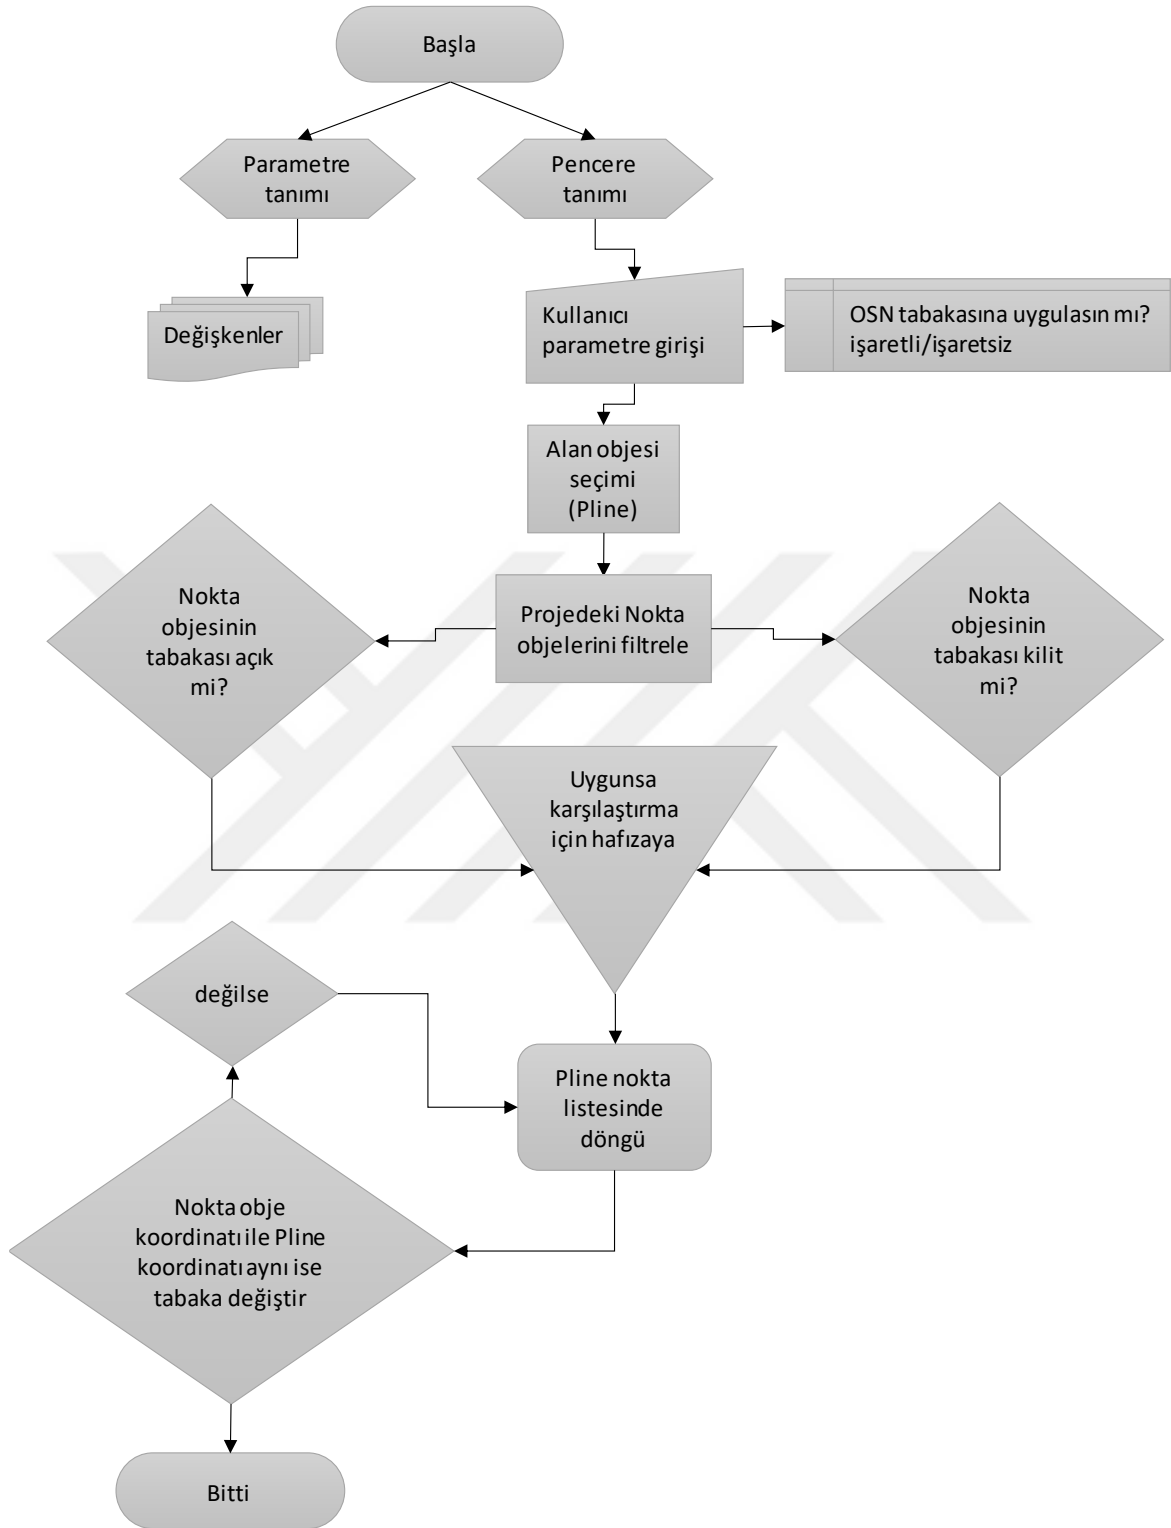 Başla
Parametre
tanımı
Pencere
tanımı
Değişkenler
Kullanıcı
parametre girişi
OSN tabakasına uygulasın mı?
işaretli/işaretsiz
Alan objesi
seçimi
(Pline)
Nokta
objesinin
tabakası açık
mi?
Projedeki Nokta
objelerini filtrele
Nokta
objesinin
tabakası kilit
mi?
Uygunsa
karşılaştırma
için hafızaya
değilse
Pline nokta
listesinde
döngü
Nokta obje
koordinatı ile Pline
koordinatı aynı ise
tabaka değiştir
Bitti